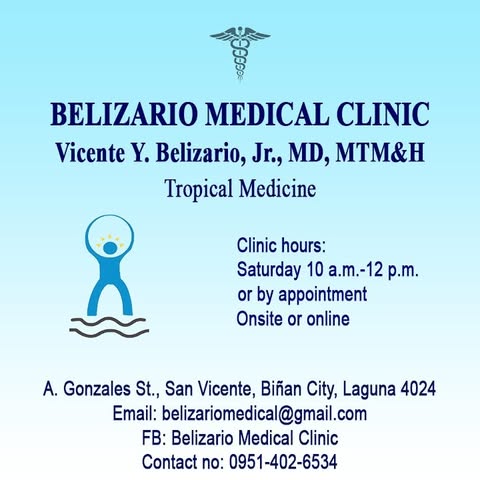 BELIZARIO MEDICAL CLINIC
Vicente Y. Belizario, Jr., MD, MTM&H
Tropical Medicine
Clinic hours:
Saturday 10 a.m.-12 p.m.
or by appointment
Onsite or online
A. Gonzales St., San Vicente, Biñan City, Laguna 4024
Email: belizariomedical@gmail.com
FB: Belizario Medical Clinic
Contact no: 0951-402-6534